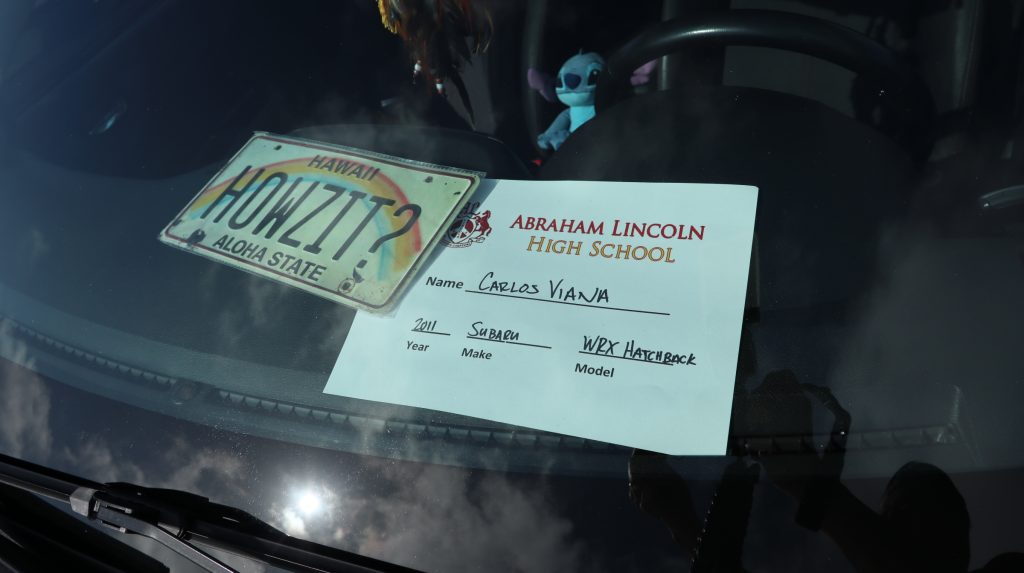 HAWAII
HOWZIT?
ALOHA STATE
ABRAHAM LINCOLN
HIGH SCHOOL
Name CARLOS VIANA
2011 SUBARU WRX HATCHBACK
Year Make Model